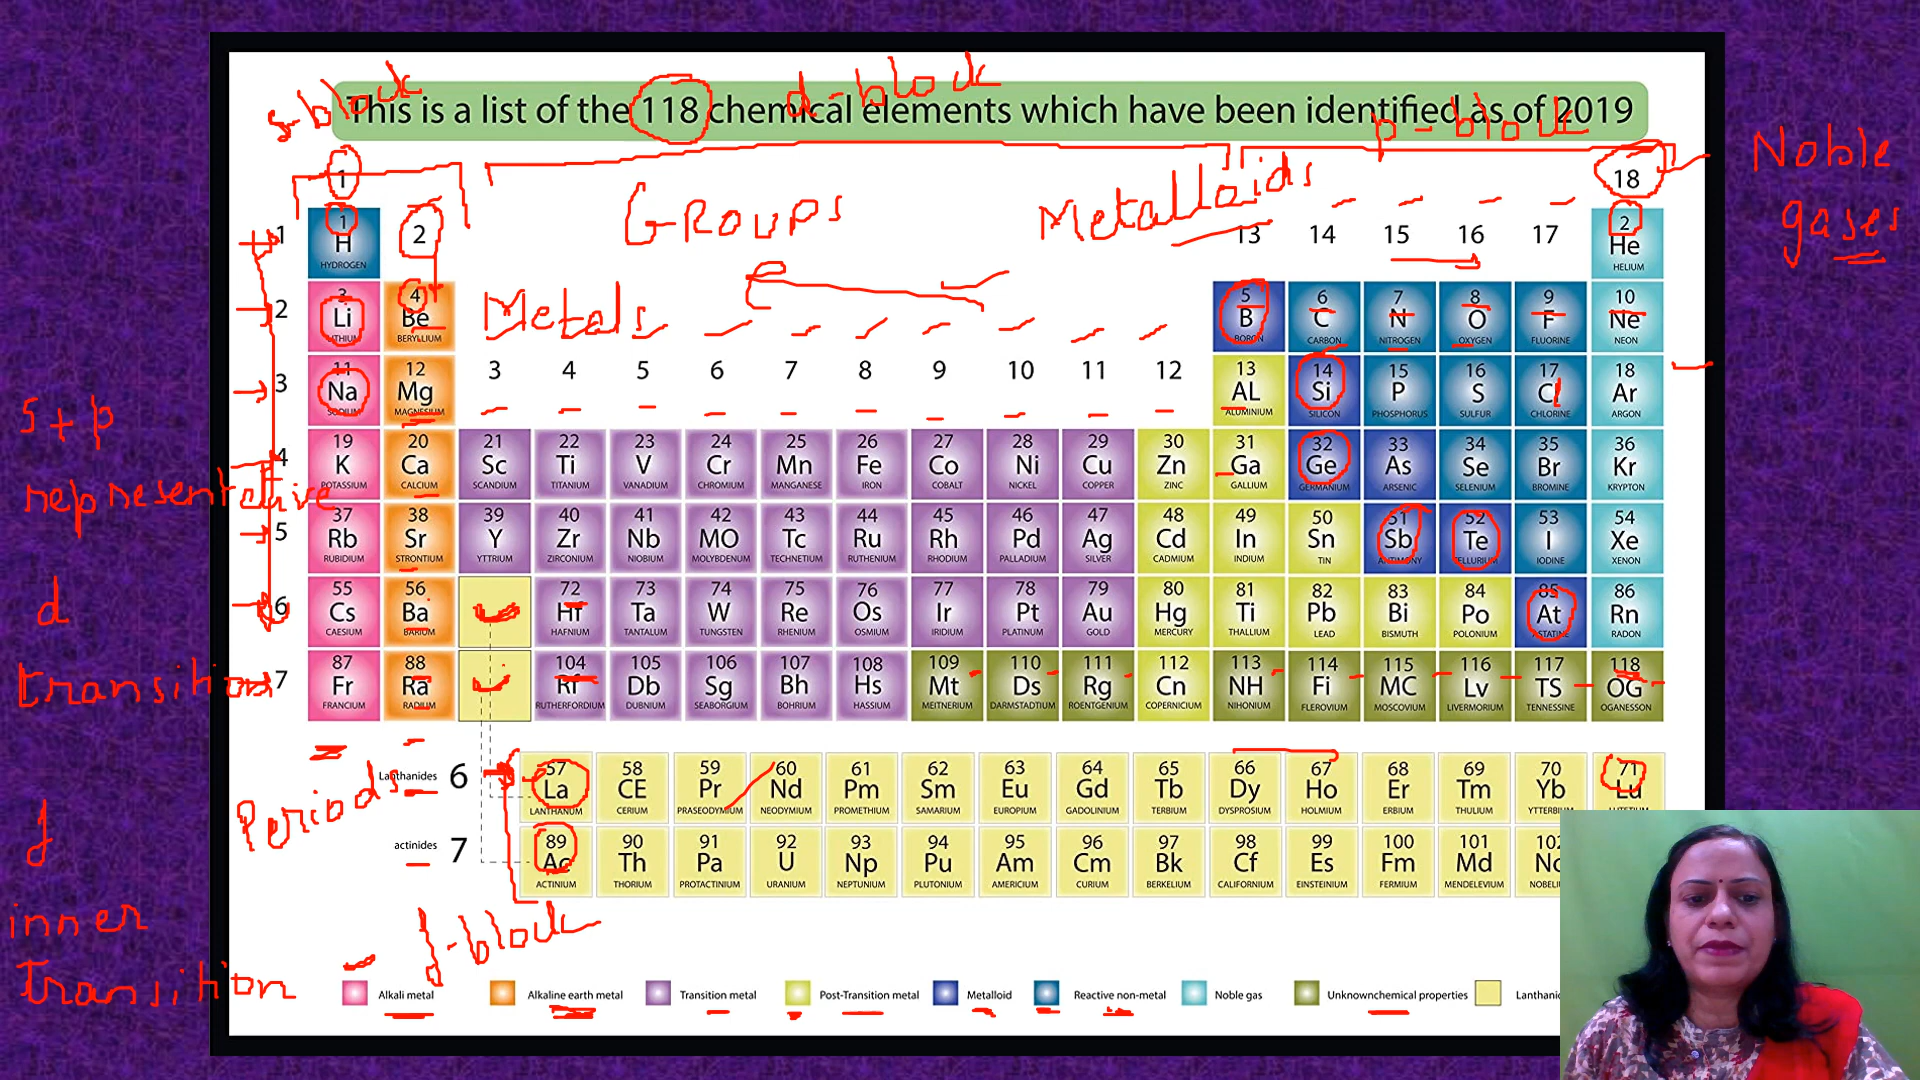 s-block
d-block
p-block
This is a list of the 118 chemical elements which have been identified as of 2019
Noble
gases
GROUPS
Metalloids
Metals
1 18
1 2 13 14 15 16 17
1 H HYDROGEN 2 He HELIUM
2 3 Li LITHIUM 4 Be BERYLLIUM 5 B BORON 6 C CARBON 7 N NITROGEN 8 O OXYGEN 9 F FLUORINE 10 Ne NEON
3 4 5 6 7 8 9 10 11 12
3 11 Na SODIUM 12 Mg MAGNESIUM 13 AL ALUMINIUM 14 Si SILICON 15 P PHOSPHORUS 16 S SULFUR 17 Cl CHLORINE 18 Ar ARGON
4 19 K POTASSIUM 20 Ca CALCIUM 21 Sc SCANDIUM 22 Ti TITANIUM 23 V VANADIUM 24 Cr CHROMIUM 25 Mn MANGANESE 26 Fe IRON 27 Co COBALT 28 Ni NICKEL 29 Cu COPPER 30 Zn ZINC 31 Ga GALLIUM 32 Ge GERMANIUM 33 As ARSENIC 34 Se SELENIUM 35 Br BROMINE 36 Kr KRYPTON
5 37 Rb RUBIDIUM 38 Sr STRONTIUM 39 Y YTTRIUM 40 Zr ZIRCONIUM 41 Nb NIOBIUM 42 MO MOLYBDENUM 43 Tc TECHNETIUM 44 Ru RUTHENIUM 45 Rh RHODIUM 46 Pd PALLADIUM 47 Ag SILVER 48 Cd CADMIUM 49 In INDIUM 50 Sn TIN 51 Sb ANTIMONY 52 Te TELLURIUM 53 I IODINE 54 Xe XENON
6 55 Cs CAESIUM 56 Ba BARIUM 72 Hf HAFNIUM 73 Ta TANTALUM 74 W TUNGSTEN 75 Re RHENIUM 76 Os OSMIUM 77 Ir IRIDIUM 78 Pt PLATINUM 79 Au GOLD 80 Hg MERCURY 81 Ti THALLIUM 82 Pb LEAD 83 Bi BISMUTH 84 Po POLONIUM 85 At ASTATINE 86 Rn RADON
7 87 Fr FRANCIUM 88 Ra RADIUM 104 Rf RUTHERFORDIUM 105 Db DUBNIUM 106 Sg SEABORGIUM 107 Bh BOHRIUM 108 Hs HASSIUM 109 Mt MEITNERIUM 110 Ds DARMSTADTIUM 111 Rg ROENTGENIUM 112 Cn COPERNICIUM 113 NH NIHONIUM 114 Fi FLEROVIUM 115 MC MOSCOVIUM 116 Lv LIVERMORIUM 117 TS TENNESSINE 118 OG OGANESSON
s+p
representative
d
transition
f
inner
transition
Periods
Lanthanides 6 57 La LANTHANUM 58 CE CERIUM 59 Pr PRASEODYMIUM 60 Nd NEODYMIUM 61 Pm PROMETHIUM 62 Sm SAMARIUM 63 Eu EUROPIUM 64 Gd GADOLINIUM 65 Tb TERBIUM 66 Dy DYSPROSIUM 67 Ho HOLMIUM 68 Er ERBIUM 69 Tm THULIUM 70 Yb YTTERBIUM 71 Lu LUTETIUM
actinides 7 89 Ac ACTINIUM 90 Th THORIUM 91 Pa PROTACTINIUM 92 U URANIUM 93 Np NEPTUNIUM 94 Pu PLUTONIUM 95 Am AMERICIUM 96 Cm CURIUM 97 Bk BERKELIUM 98 Cf CALIFORNIUM 99 Es EINSTEINIUM 100 Fm FERMIUM 101 Md MENDELEVIUM
f-block
Alkali metal Alkaline earth metal Transition metal Post-Transition metal Metalloid Reactive non-metal Noble gas Unknownchemical properties